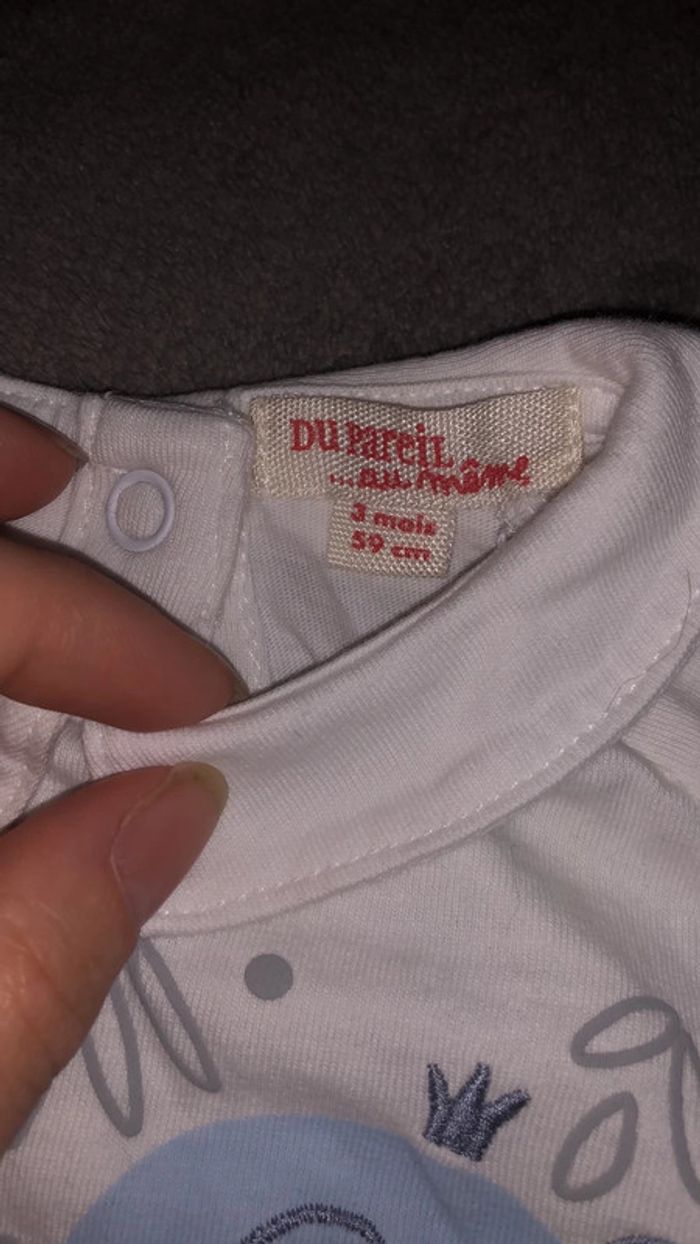 DU PAREIL
...au même
3 mois
59 cm